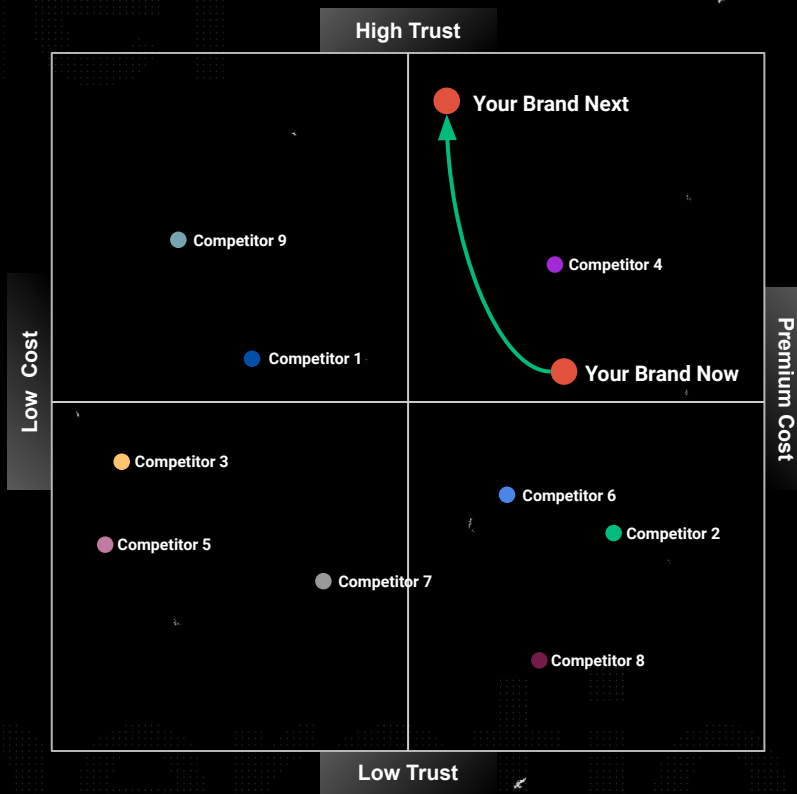 High Trust
Your Brand Next
Competitor 9
Competitor 4
Low Cost
Premium Cost
Competitor 1
Your Brand Now
Competitor 3
Competitor 6
Competitor 2
Competitor 5
Competitor 7
Competitor 8
Low Trust